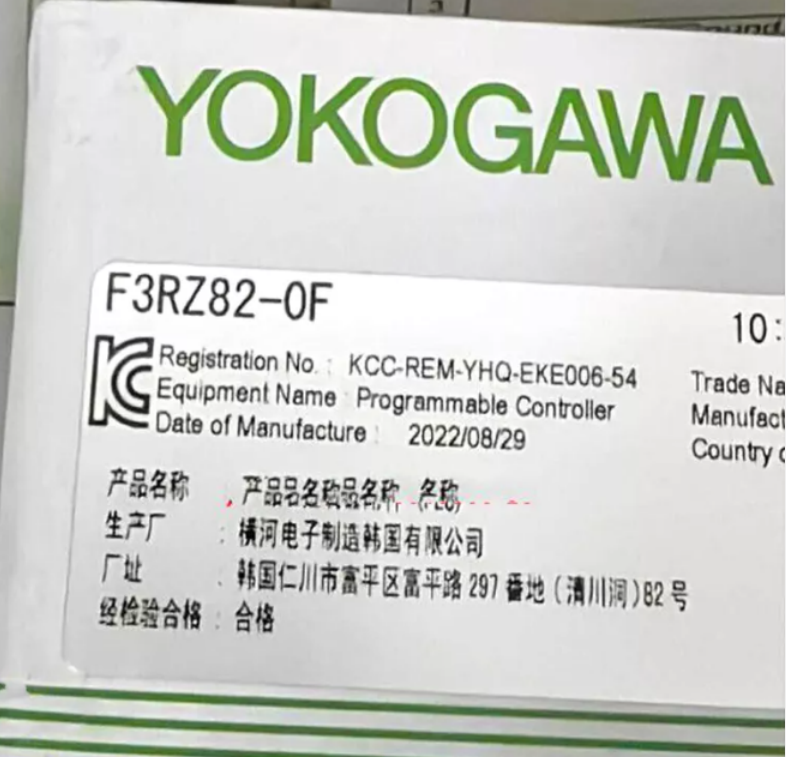 YOKOGAWA
F3RZ82-0F
10:
Registration No. : KCC-REM-YHQ-EKE006-54
Trade Na
Equipment Name : Programmable Controller
Manufact
Date of Manufacture : 2022/08/29
Country
产品名称
生产厂 : 横河电子制造韩国有限公司
厂址 : 韩国仁川市富平区富平路 297 番地 (清川洞) 82 号
经检验合格 : 合格